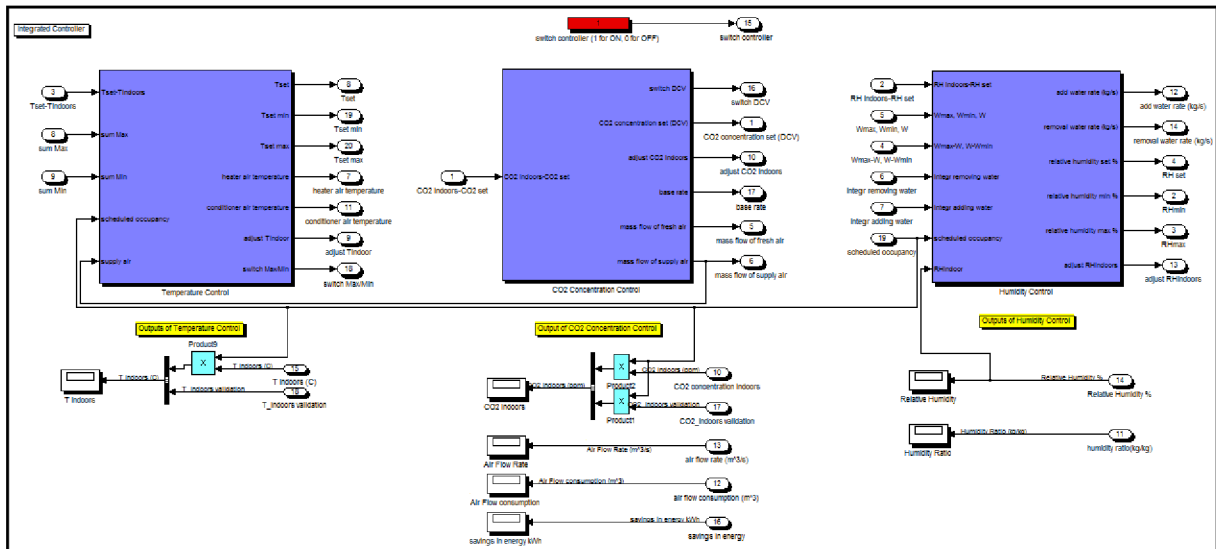 Integrated Controller
1
switch controller (1 for ON, 0 for OFF)
15
switch controller
3
Tset-Tindoors
8
sum Max
9
sum Min
Tset-Tindoors
sum Max
sum Min
scheduled occupancy
supply air
Tset
Tset min
Tset max
heater air temperature
conditioner air temperature
adjust Tindoor
switch Max/Min
Temperature Control
8
Tset
19
Tset min
20
Tset max
7
heater air temperature
11
conditioner air temperature
9
adjust Tindoor
18
switch Max/Min
1
CO2 Indoors-CO2 set
CO2 Indoors-CO2 set
switch DCV
CO2 concentration set (DCV)
adjust CO2 Indoors
base rate
mass flow of fresh air
mass flow of supply air
CO2 Concentration Control
16
switch DCV
1
CO2 concentration set (DCV)
10
adjust CO2 Indoors
17
base rate
5
mass flow of fresh air
6
mass flow of supply air
2
RH Indoors-RH set
5
Wmax, Wmin, W
4
Wmax-W, W-Wmin
6
Integr removing water
7
Integr adding water
19
scheduled occupancy
RH Indoors-RH set
Wmax, Wmin, W
Wmax-W, W-Wmin
Integr removing water
Integr adding water
scheduled occupancy
RHIndoor
add water rate (kg/s)
removal water rate (kg/s)
relative humidity set %
relative humidity min %
relative humidity max %
adjust RHIndoors
Humidity Control
12
add water rate (kg/s)
14
removal water rate (kg/s)
4
RH set
2
RHmin
3
RHmax
13
adjust RHIndoors
Outputs of Temperature Control
Product9
X
T Indoors (C)
T Indoors (C)
T_Indoors validation
15
T Indoors (C)
18
T_Indoors validation
T Indoors
Output of CO2 Concentration Control
X
Product2
X
Product1
CO2 Indoors (ppm)
CO2 Indoors (ppm)
CO2_Indoors validation
10
CO2 concentration Indoors
17
CO2_Indoors validation
CO2 Indoors
Air Flow Rate (m^3/s)
13
air flow rate (m^3/s)
Air Flow Rate
Air Flow consumption (m^3)
12
air flow consumption (m^3)
Air Flow consumption
savings in energy kWh
16
savings in energy
savings in energy kWh
Outputs of Humidity Control
Relative Humidity %
14
Relative Humidity %
Relative Humidity
Humidity Ratio (kg/kg)
11
humidity ratio(kg/kg)
Humidity Ratio